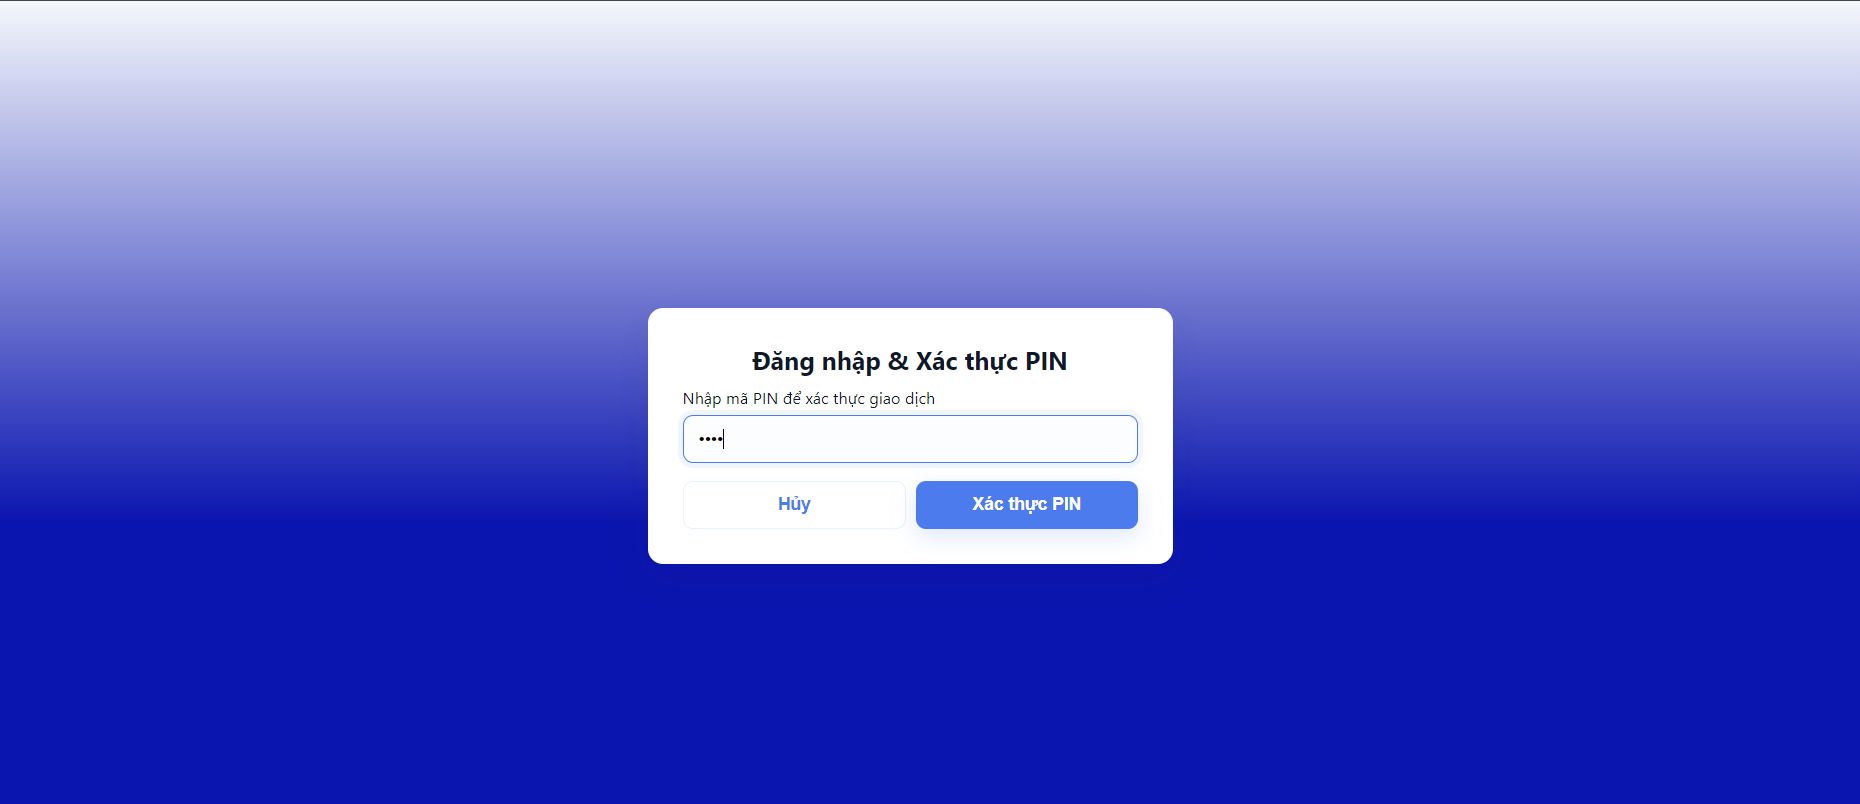 Đăng nhập & Xác thực PIN
Nhập mã PIN để xác thực giao dịch
••••
Hủy
Xác thực PIN